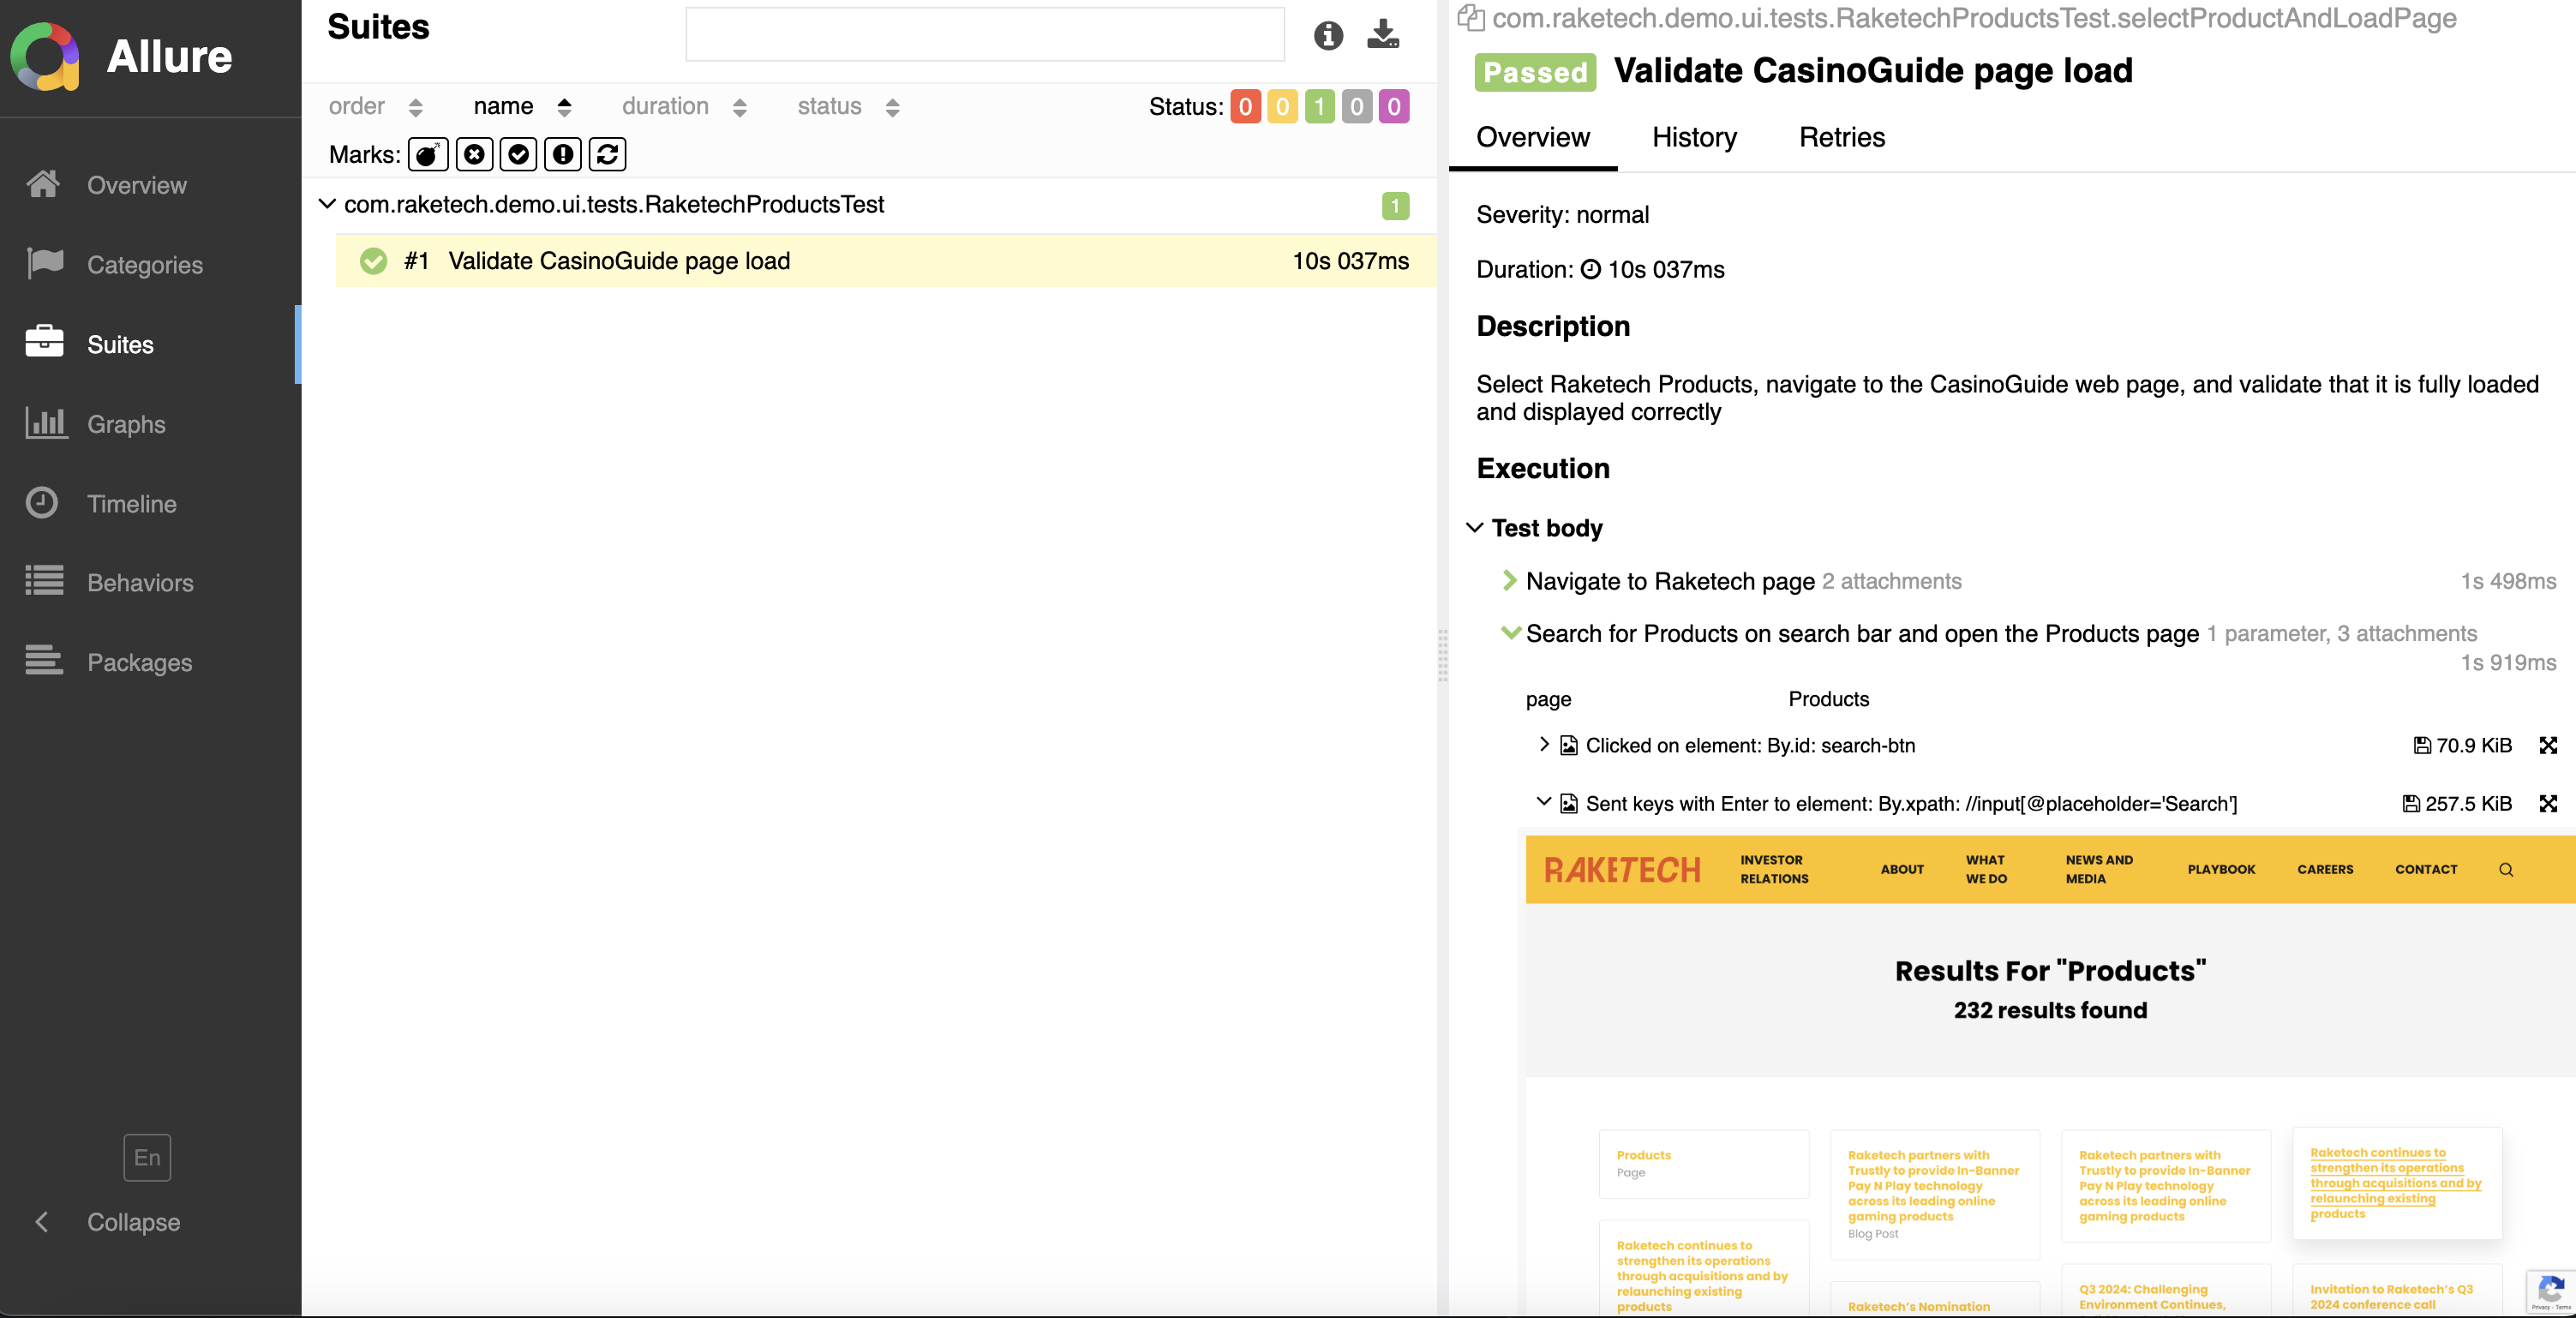 Allure
Overview
Categories
Suites
Graphs
Timeline
Behaviors
Packages
En
Collapse
Suites
order name duration status Status: 0 0 1 0 0
Marks:
com.raketech.demo.ui.tests.RaketechProductsTest 1
#1 Validate CasinoGuide page load 10s 037ms
com.raketech.demo.ui.tests.RaketechProductsTest.selectProductAndLoadPage
Passed Validate CasinoGuide page load
Overview History Retries
Severity: normal
Duration: 10s 037ms
Description
Select Raketech Products, navigate to the CasinoGuide web page, and validate that it is fully loaded
and displayed correctly
Execution
Test body
Navigate to Raketech page 2 attachments 1s 498ms
Search for Products on search bar and open the Products page 1 parameter, 3 attachments
1s 919ms
page Products
Clicked on element: By.id: search-btn 70.9 KiB
Sent keys with Enter to element: By.xpath: //input[@placeholder='Search'] 257.5 KiB
RAKETECH
INVESTOR
RELATIONS
ABOUT
WHAT
WE DO
NEWS AND
MEDIA
PLAYBOOK
CAREERS
CONTACT
Results For "Products"
232 results found
Products
Page
Raketech continues to
strengthen its operations
through acquisitions and by
relaunching existing
products
Raketech partners with
Trustly to provide In-Banner
Pay N Play technology
across its leading online
gaming products
Blog Post
Raketech's Nomination
Raketech partners with
Trustly to provide In-Banner
Pay N Play technology
across its leading online
gaming products
Q3 2024: Challenging
Environment Continues,
Raketech continues to
strengthen its operations
through acquisitions and by
relaunching existing
products
Invitation to Raketech's Q3
2024 conference call
Privacy - Terms